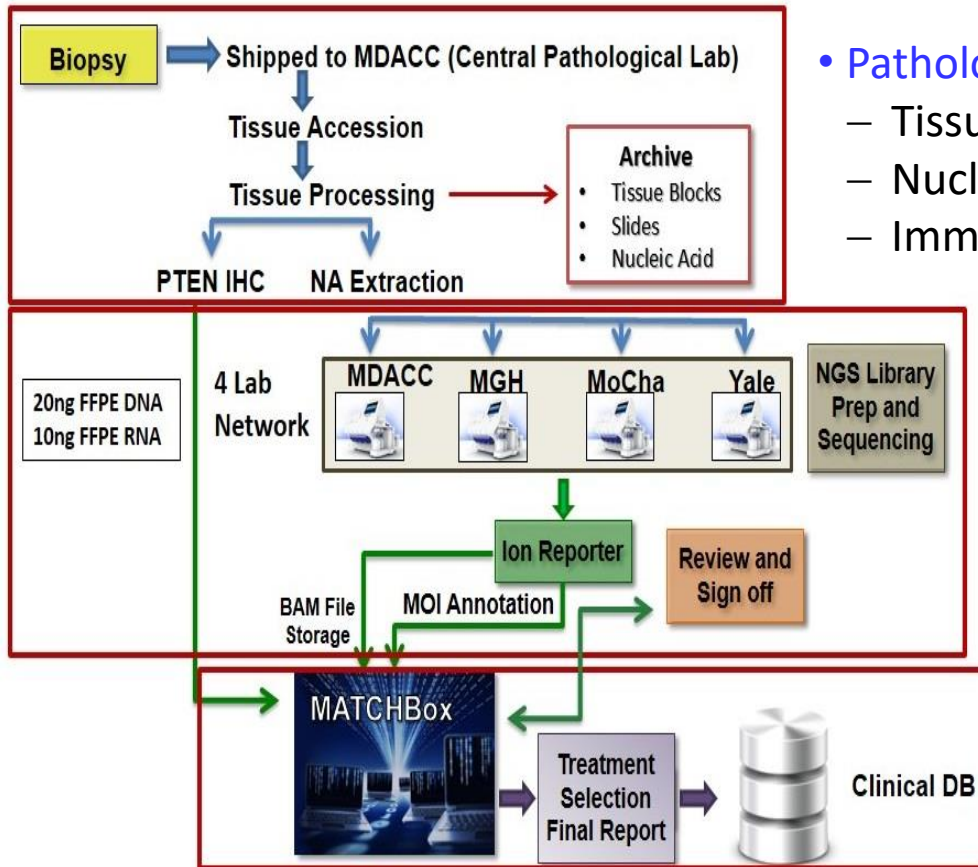 Biopsy
Shipped to MDACC (Central Pathological Lab)
Tissue Accession
Tissue Processing
Archive
• Tissue Blocks
• Slides
• Nucleic Acid
PTEN IHC
NA Extraction
•
– 
– 
– 
20ng FFPE DNA
10ng FFPE RNA
4 Lab
Network
MDACC
MGH
MoCha
Yale
NGS Library
Prep and
Sequencing
Ion Reporter
Review and
Sign off
BAM File
Storage
MOI Annotation
MATCHBox
Treatment
Selection
Final Report
Clinical DB